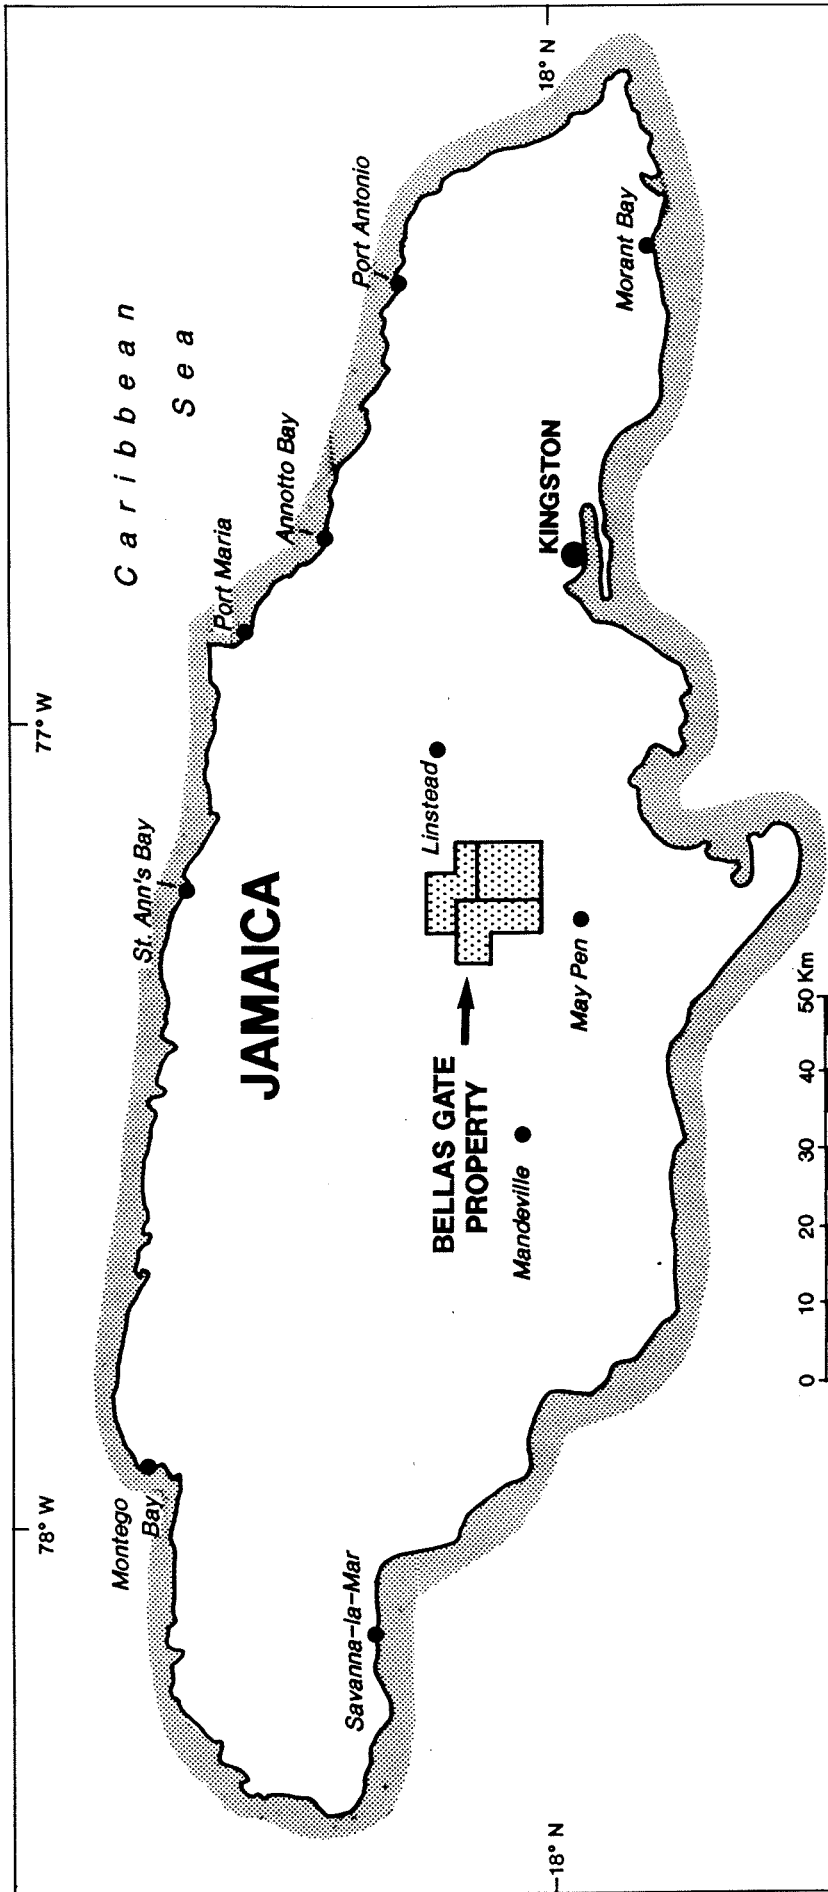 78° W
77° W
Caribbean
Sea
Montego
Bay
St. Ann's Bay
Port Maria
Annotto Bay
Port Antonio
JAMAICA
Savanna-la-Mar
BELLAS GATE
PROPERTY
Linstead
Mandeville
May Pen
KINGSTON
Morant Bay
18° N
18° N
0 10 20 30 40 50 Km